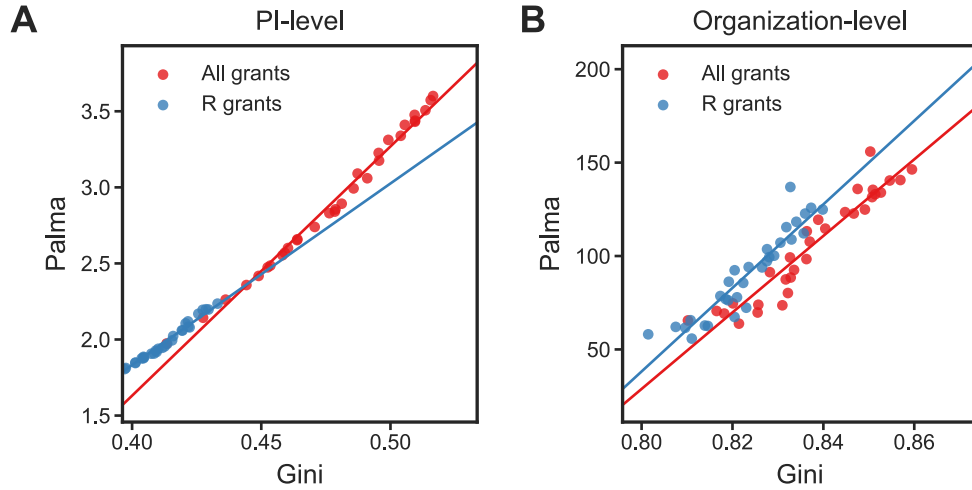 A
PI-level
All grants
R grants
Palma
3.5
3.0
2.5
2.0
1.5
0.40
0.45
0.50
Gini
B
Organization-level
All grants
R grants
Palma
200
150
100
50
0.80
0.82
0.84
0.86
Gini